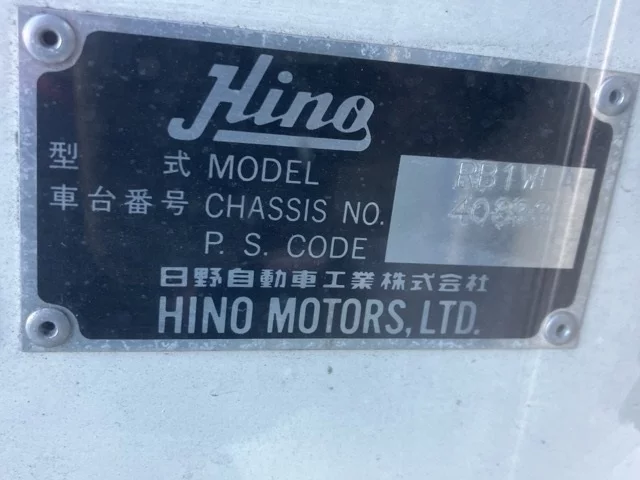 Hino
型 式 MODEL RB1WLA
車台番号 CHASSIS NO.
P. S. CODE
日野自動車工業株式会社
HINO MOTORS, LTD.